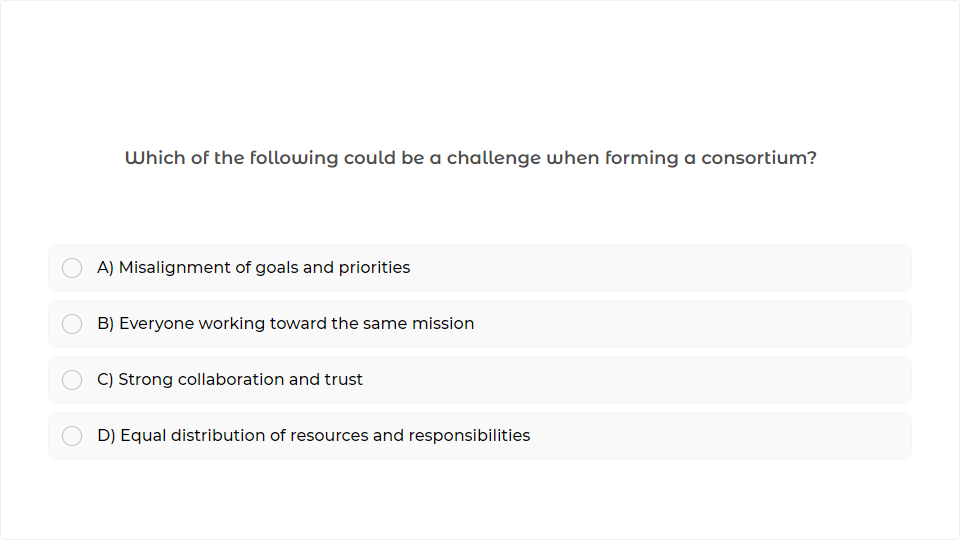 Which of the following could be a challenge when forming a consortium?
A) Misalignment of goals and priorities
B) Everyone working toward the same mission
C) Strong collaboration and trust
D) Equal distribution of resources and responsibilities